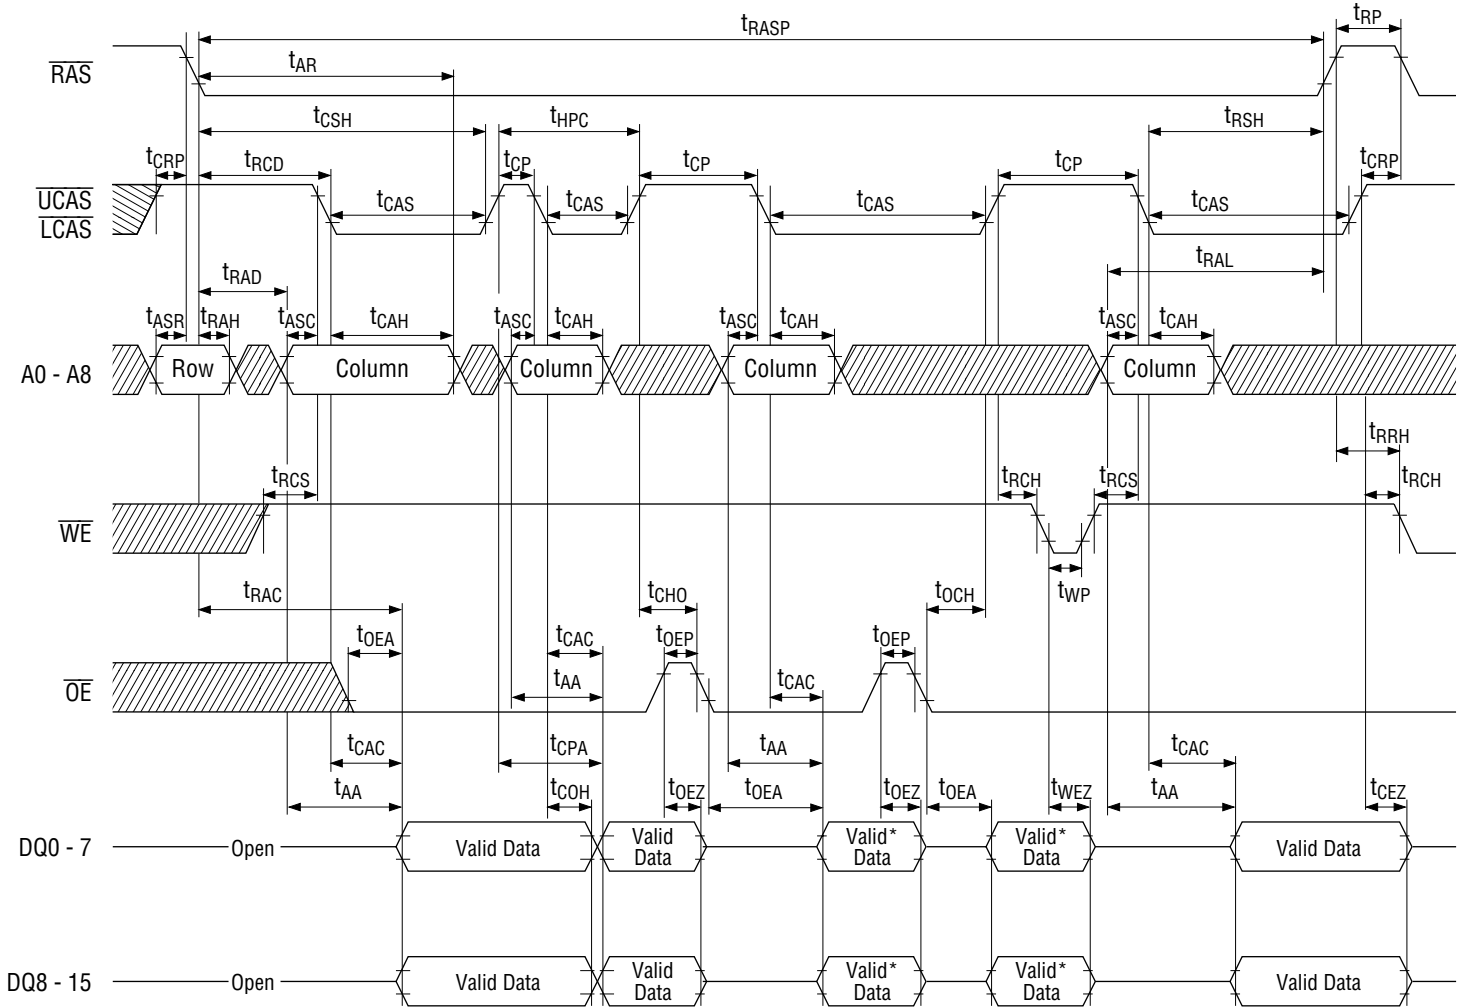 tRASP tRP
RAS tAR
tCSH tHPC tRSH
tCRP tRCD tCP tCP tCP tCRP
UCAS
LCAS tCAS tCAS tCAS tCAS
tRAD tRAL
tASR tRAH tASC tCAH tASC tCAH tASC tCAH tASC tCAH
A0 - A8 Row Column Column Column Column
tRRH
tRCS tRCH tRCS tRCH
WE
tWP
tRAC tCHO tOCH
tOEA tCAC tOEP tOEP
OE tAA tCAC
tCAC tCPA tAA tCAC
tAA tCOH tOEZ tOEA tOEZ tOEA tWEZ tAA tCEZ
DQ0 - 7 Open Valid Data Valid Data Valid* Data Valid* Data Valid Data
DQ8 - 15 Open Valid Data Valid Data Valid* Data Valid* Data Valid Data